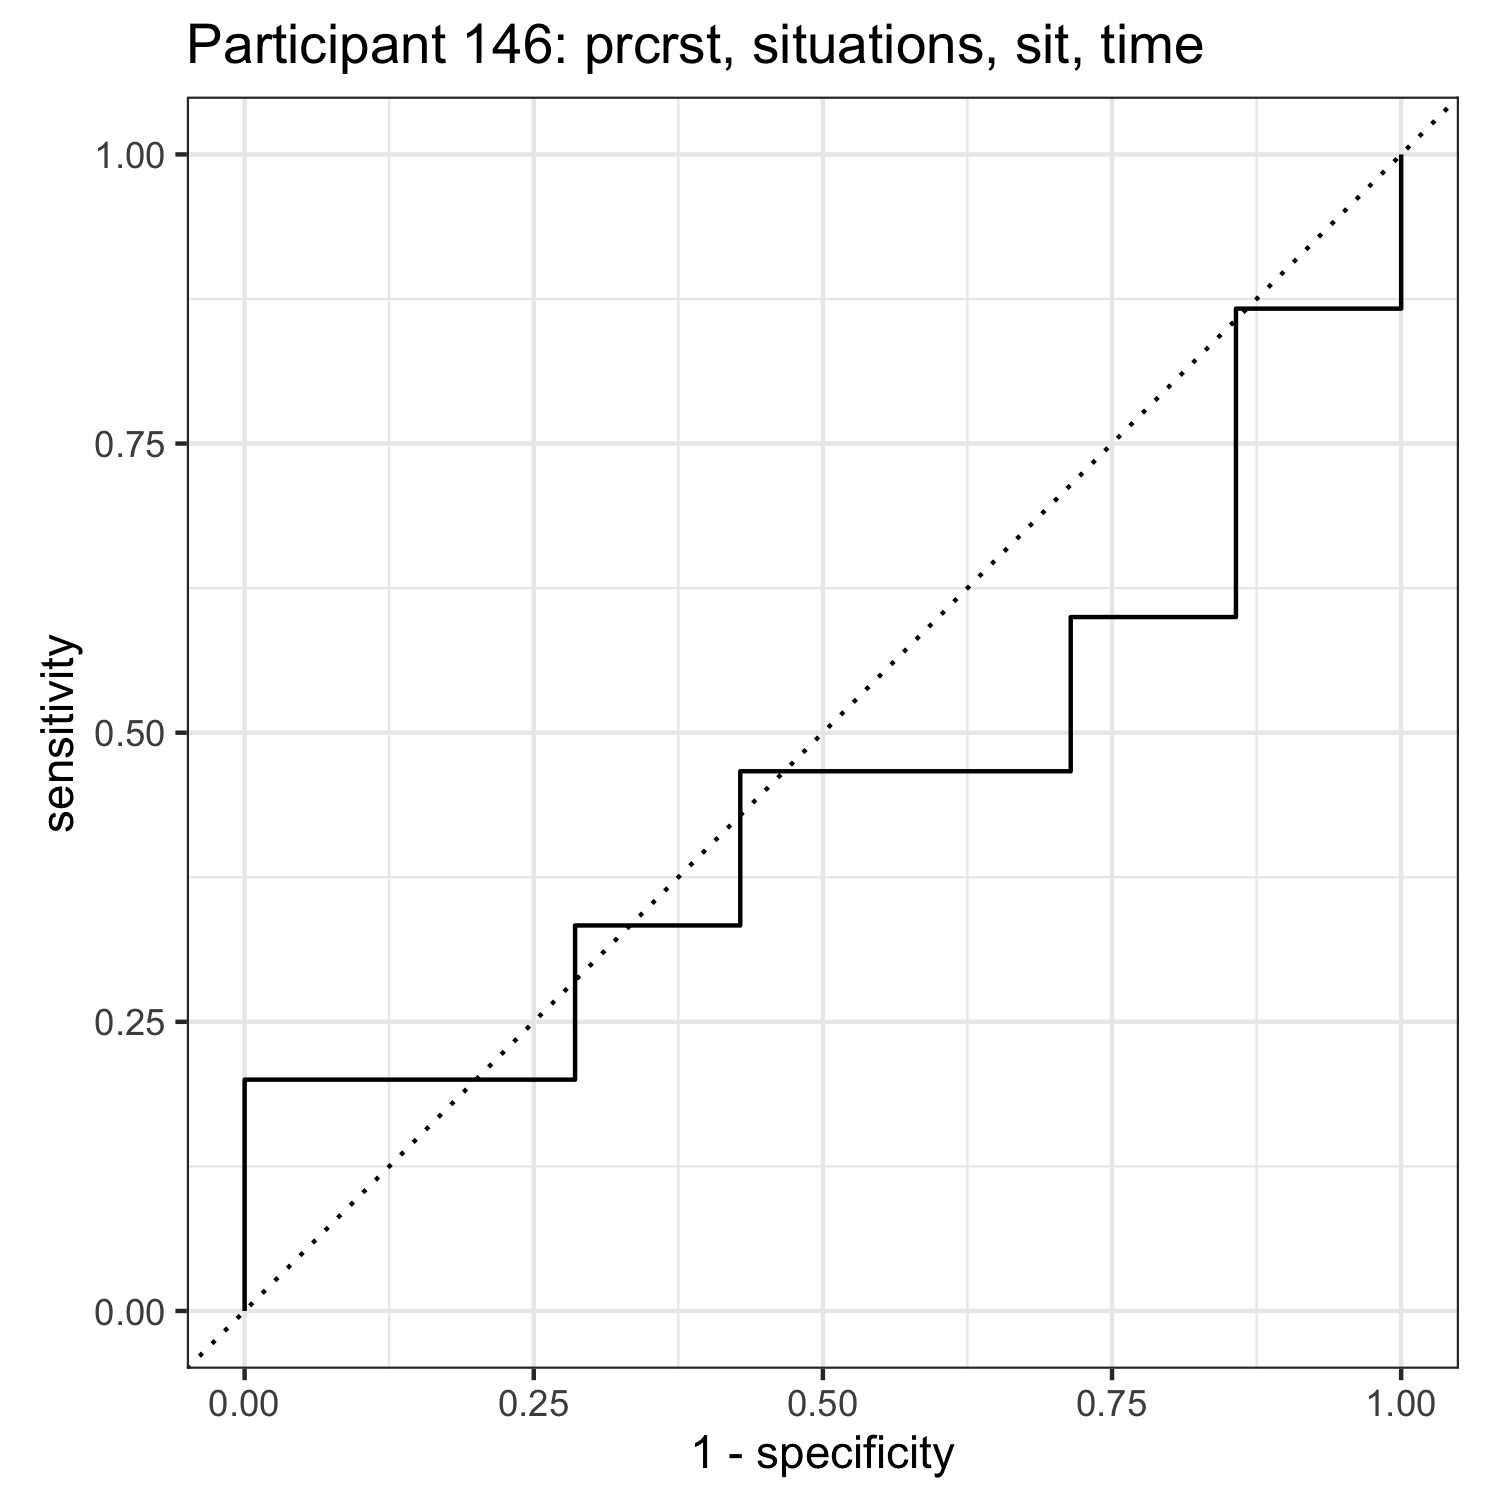 Participant 146: prcrst, situations, sit, time
1.00
0.75
0.50
0.25
0.00
sensitivity
0.00 0.25 0.50 0.75 1.00
1 - specificity